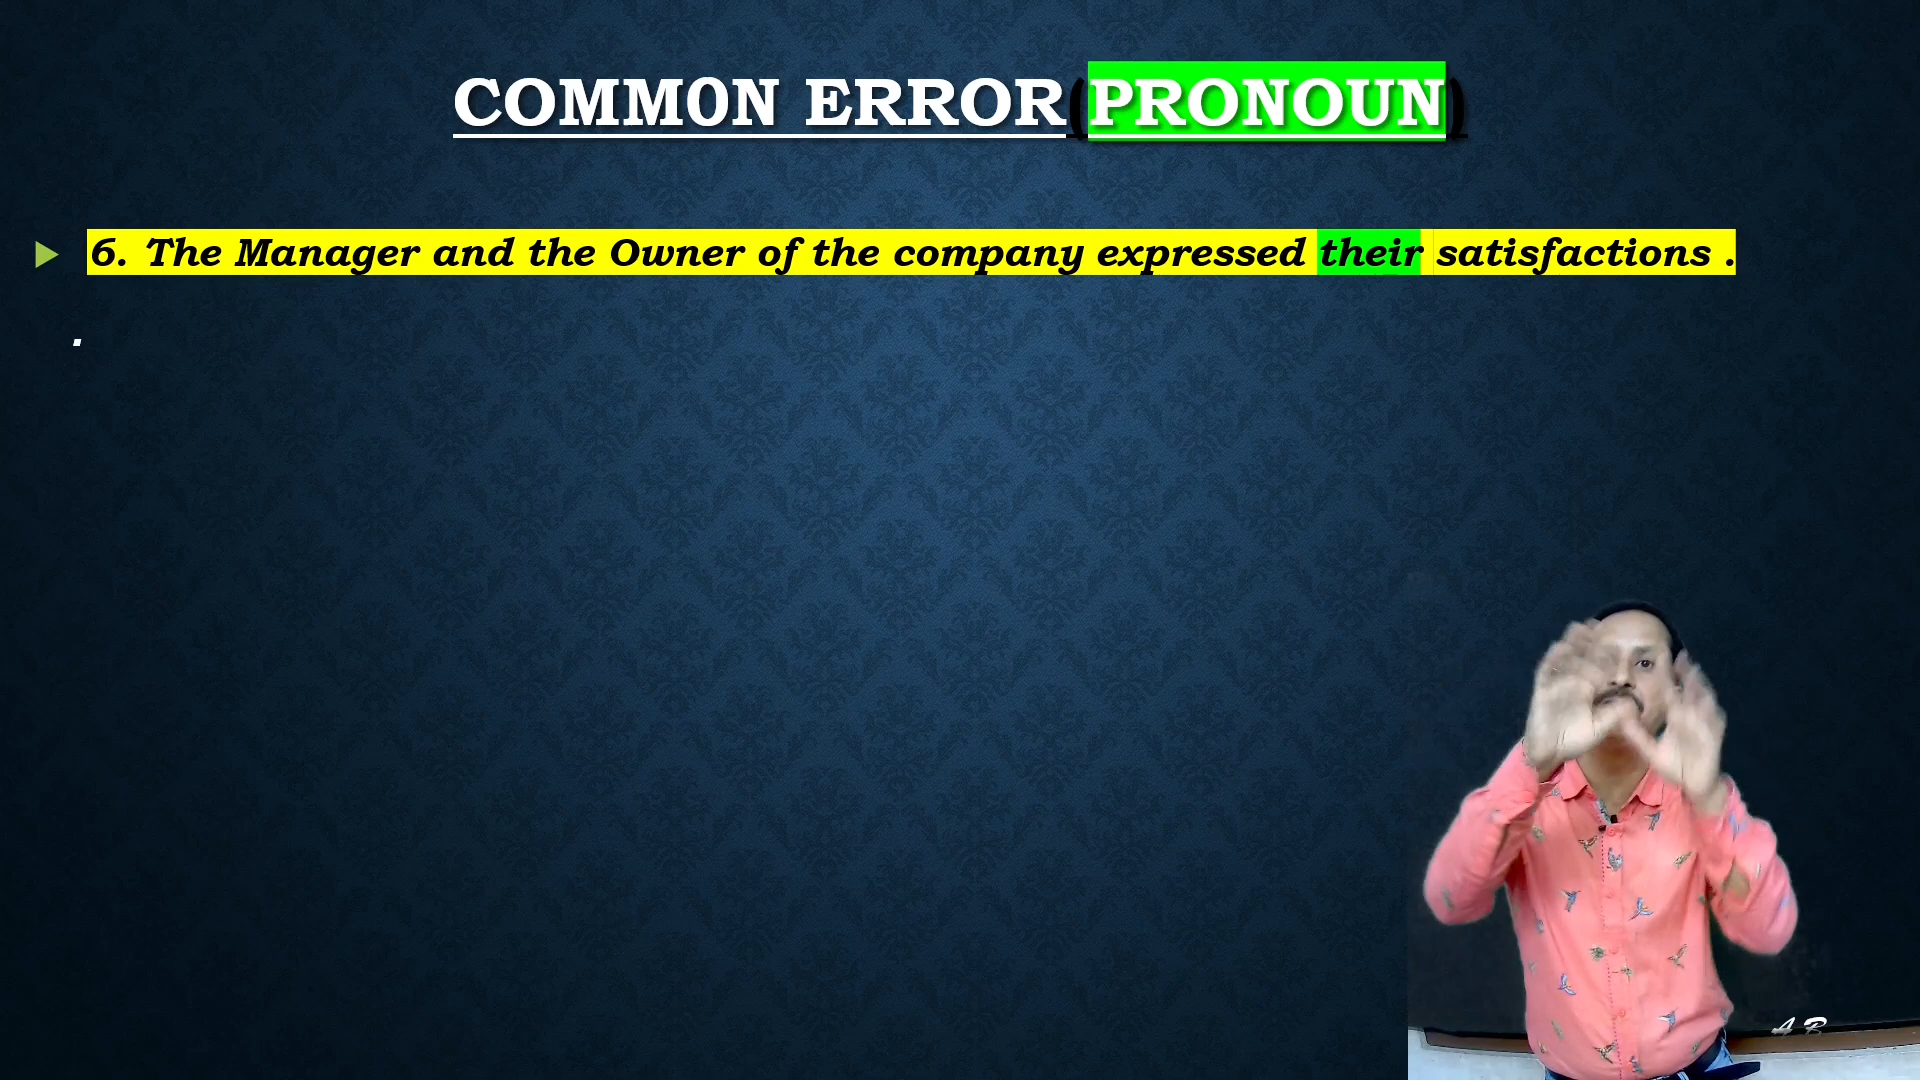 COMMON ERROR(PRONOUN)
6. The Manager and the Owner of the company expressed their satisfactions .
.
A B